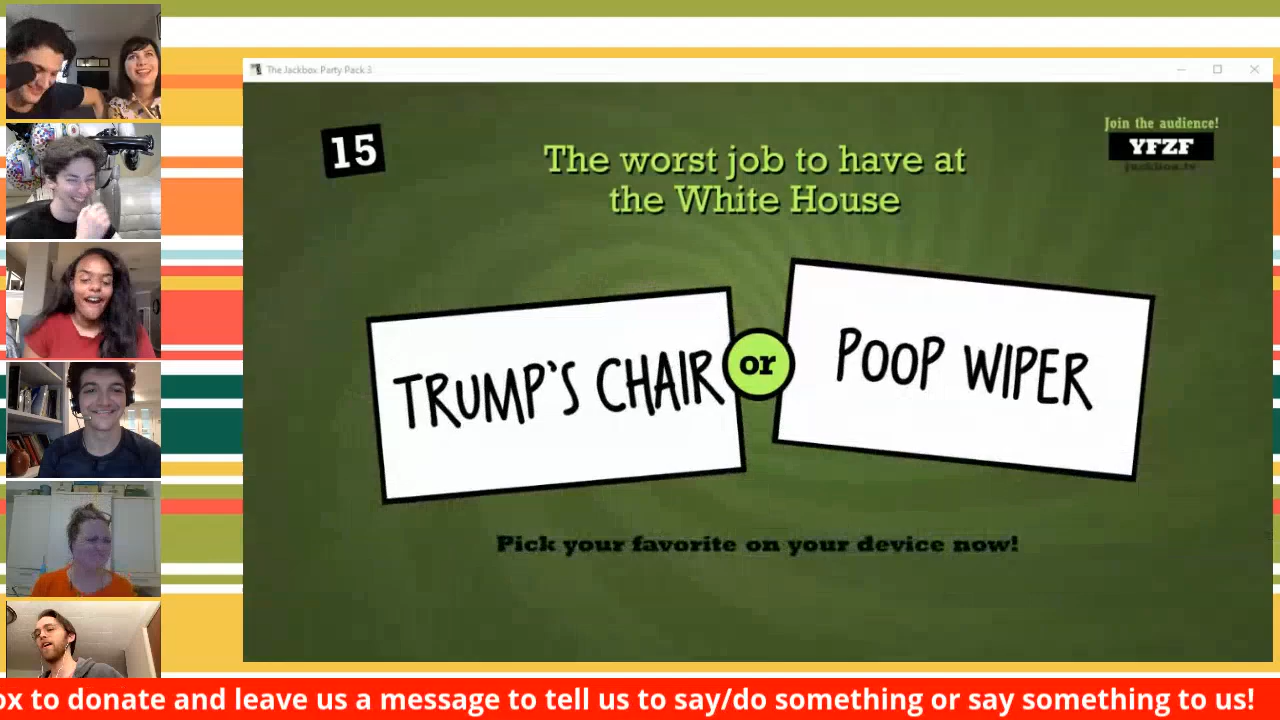 The Jackbox Party Pack 3
15
Join the audience!
YFZF
jackbox.tv
The worst job to have at
the White House
TRUMP'S CHAIR
or
POOP WIPER
Pick your favorite on your device now!
ox to donate and leave us a message to tell us to say/do something or say something to us!